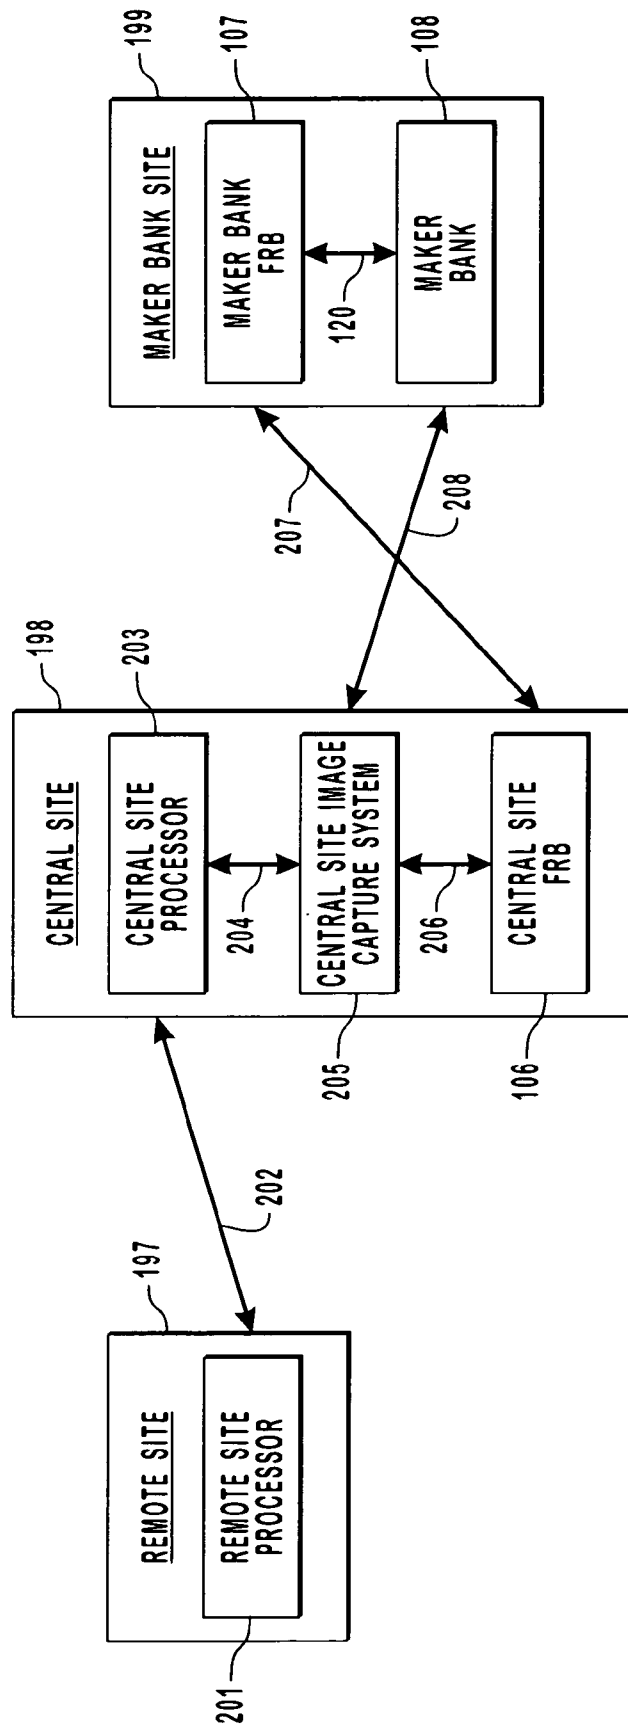 197
REMOTE SITE
REMOTE SITE
PROCESSOR
201
202
198
CENTRAL SITE
CENTRAL SITE
PROCESSOR
203
204
CENTRAL SITE IMAGE
CAPTURE SYSTEM
205
206
CENTRAL SITE
FRB
106
207
208
199
MAKER BANK SITE
MAKER BANK
FRB
107
120
MAKER
BANK
108